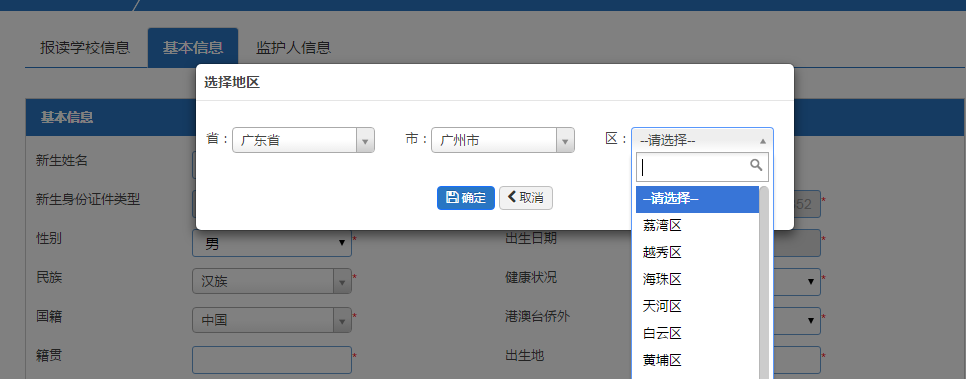 报读学校信息 基本信息 监护人信息
选择地区
基本信息
省： 广东省 市： 广州市 区： --请选择--
新生姓名
确定 取消
--请选择--
新生身份证件类型 52 *
荔湾区
性别 男 出生日期 *
越秀区
民族 汉族 * 健康状况 *
海珠区
天河区
国籍 中国 * 港澳台侨外 *
白云区
籍贯 * 出生地 *
黄埔区